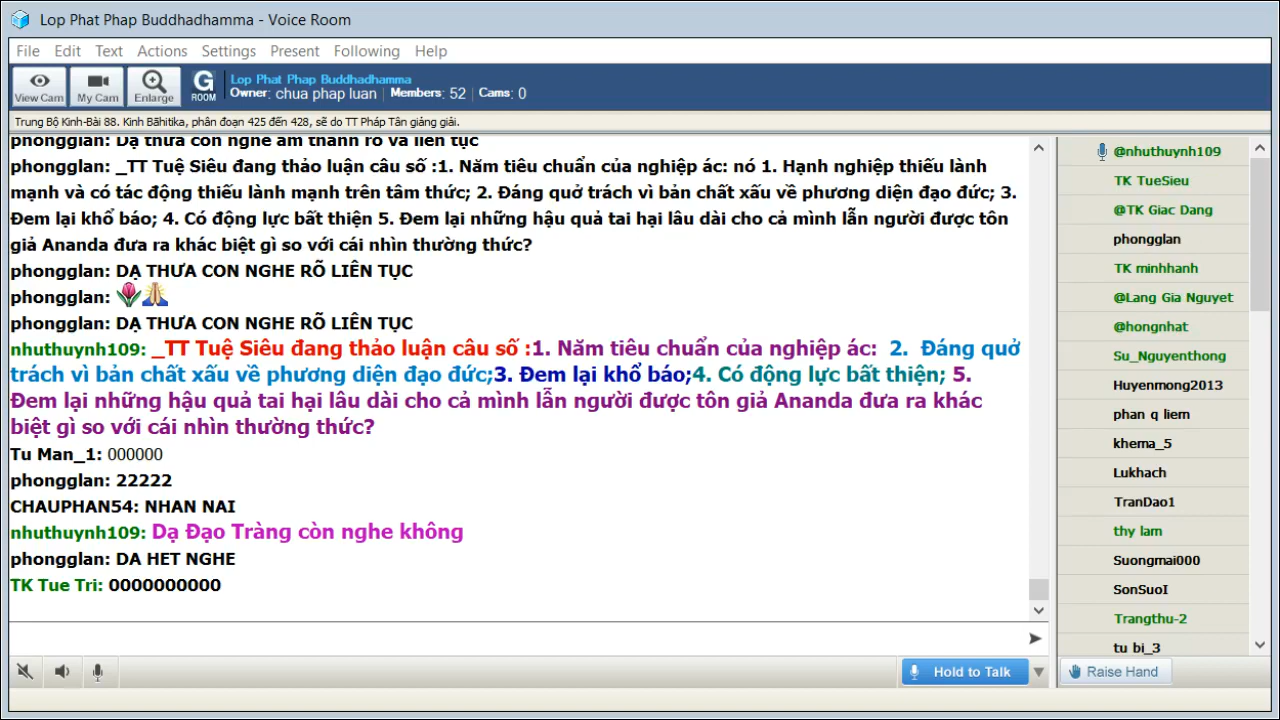 Lop Phat Phap Buddhadhamma - Voice Room
File Edit Text Actions Settings Present Following Help
View Cam My Cam Enlarge G ROOM
Lop Phat Phap Buddhadhamma
Owner: chua phap luan | Members: 52 | Cams: 0
Trung Bộ Kinh-Bài 88. Kinh Bāhitika, phân đoạn 425 đến 428, sẽ do TT Pháp Tân giảng giải.
phongglan: Dạ thưa con nghe âm thanh rõ và liên tục
phongglan: _TT Tuệ Siêu đang thảo luận câu số :1. Năm tiêu chuẩn của nghiệp ác: nó 1. Hạnh nghiệp thiếu lành
mạnh và có tác động thiếu lành mạnh trên tâm thức; 2. Đáng quở trách vì bản chất xấu về phương diện đạo đức; 3.
Đem lại khổ báo; 4. Có động lực bất thiện 5. Đem lại những hậu quả tai hại lâu dài cho cả mình lẫn người được tôn
giả Ananda đưa ra khác biệt gì so với cái nhìn thường thức?
phongglan: DẠ THƯA CON NGHE RÕ LIÊN TỤC
phongglan: 🌷🙏
phongglan: DẠ THƯA CON NGHE RÕ LIÊN TỤC
nhuthuynh109: _TT Tuệ Siêu đang thảo luận câu số :1. Năm tiêu chuẩn của nghiệp ác: 2. Đáng quở
trách vì bản chất xấu về phương diện đạo đức;3. Đem lại khổ báo;4. Có động lực bất thiện; 5.
Đem lại những hậu quả tai hại lâu dài cho cả mình lẫn người được tôn giả Ananda đưa ra khác
biệt gì so với cái nhìn thường thức?
Tu Man_1: 000000
phongglan: 22222
CHAUPHAN54: NHAN NAI
nhuthuynh109: Dạ Đạo Tràng còn nghe không
phongglan: DA HET NGHE
TK Tue Tri: 0000000000
@nhuthuynh109
TK TueSieu
@TK Giac Dang
phongglan
TK minhhanh
@Lang Gia Nguyet
@hongnhat
Su_Nguyenthong
Huyenmong2013
phan q liem
khema_5
Lukhach
TranDao1
thy lam
Suongmai000
SonSuoI
Trangthu-2
tu bi_3
Hold to Talk
Raise Hand